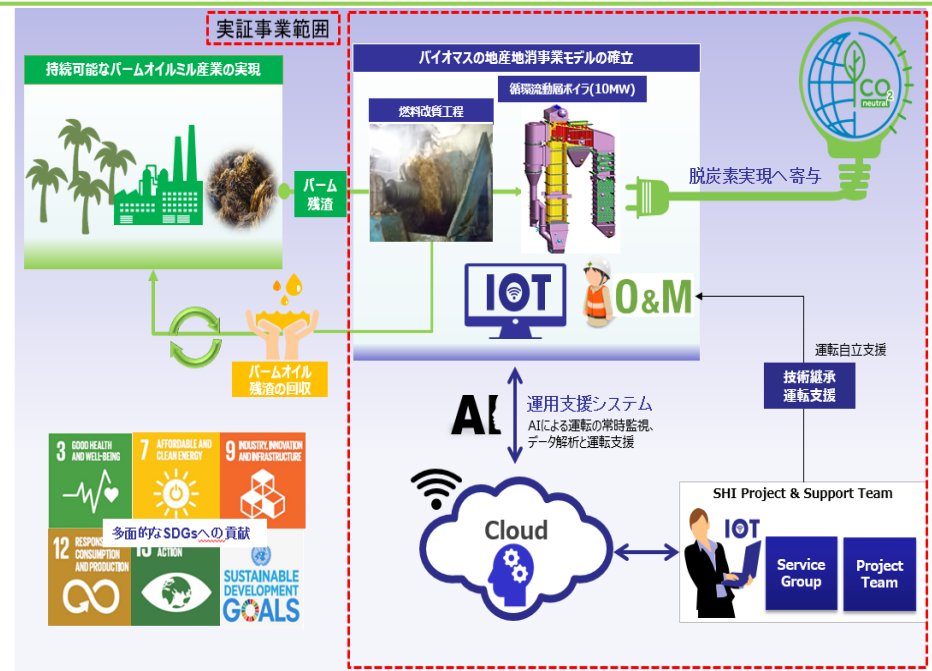 実証事業範囲
持続可能なパームオイルミル産業の実現
バイオマスの地産地消事業モデルの確立
燃料改質工程
循環流動層ボイラ(10MW)
CO2
neutral
パーム
残渣
脱炭素実現へ寄与
IOT
O&M
パームオイル
残渣の回収
運転自立支援
技術継承
運転支援
AI
運用支援システム
AIによる運転の常時監視、
データ解析と運転支援
3 GOOD HEALTH
AND WELL-BEING
7 AFFORDABLE AND
CLEAN ENERGY
9 INDUSTRY, INNOVATION
AND INFRASTRUCTURE
多面的なSDGsへの貢献
12
CONSUMPTION
AND PRODUCTION
ACTION
SUSTAINABLE
DEVELOPMENT
GOALS
Cloud
SHI Project & Support Team
IOT
Service
Group
Project
Team